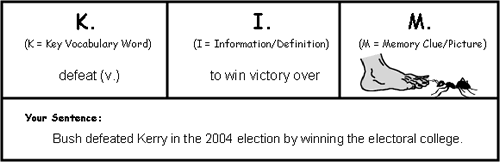 K. I. M.
(K = Key Vocabulary Word) (I = Information/Definition) (M = Memory Clue/Picture)
defeat (v.) to win victory over
Your Sentence:
Bush defeated Kerry in the 2004 election by winning the electoral college.